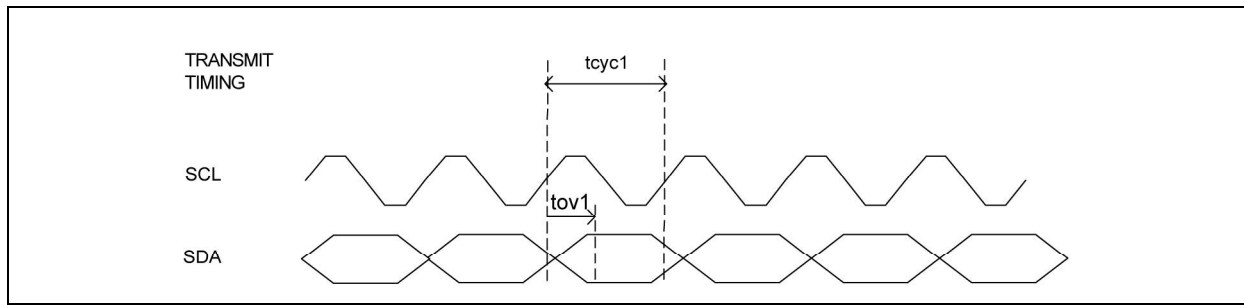 TRANSMIT
TIMING
tcyc1
SCL
tov1
SDA